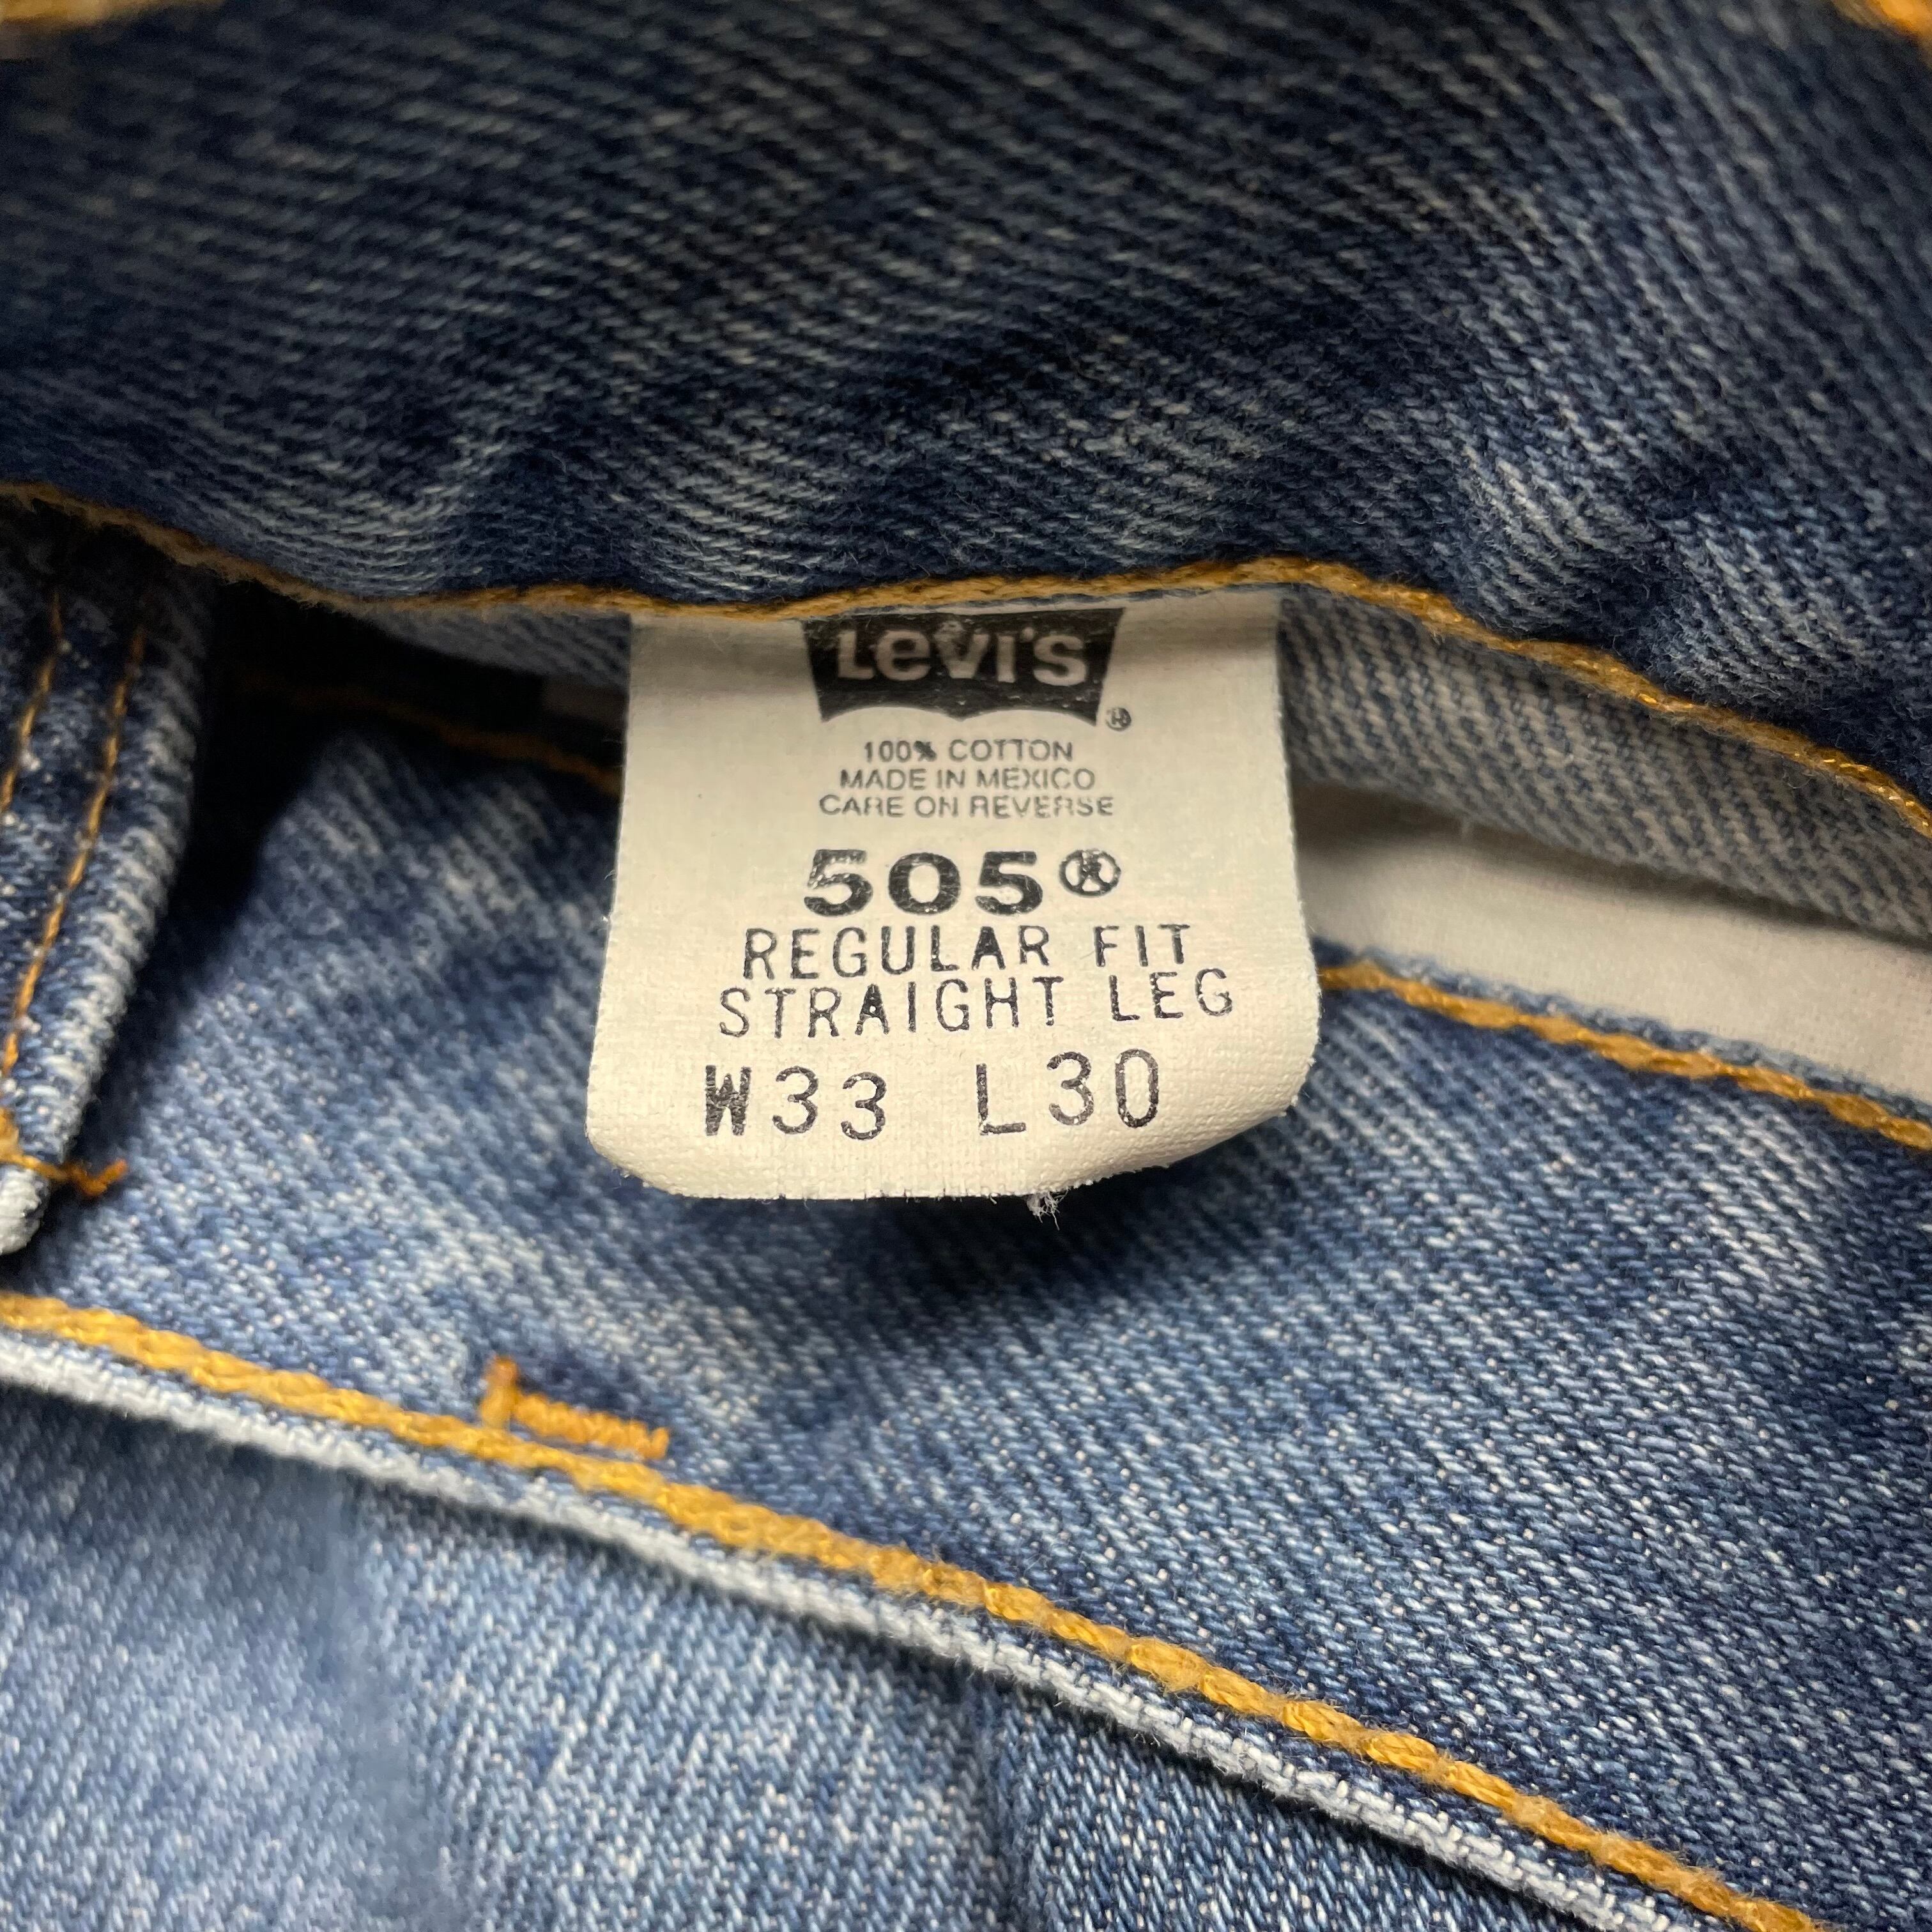 LEVI'S®
100% COTTON
MADE IN MEXICO
CARE ON REVERSE
505®
REGULAR FIT
STRAIGHT LEG
W33 L30